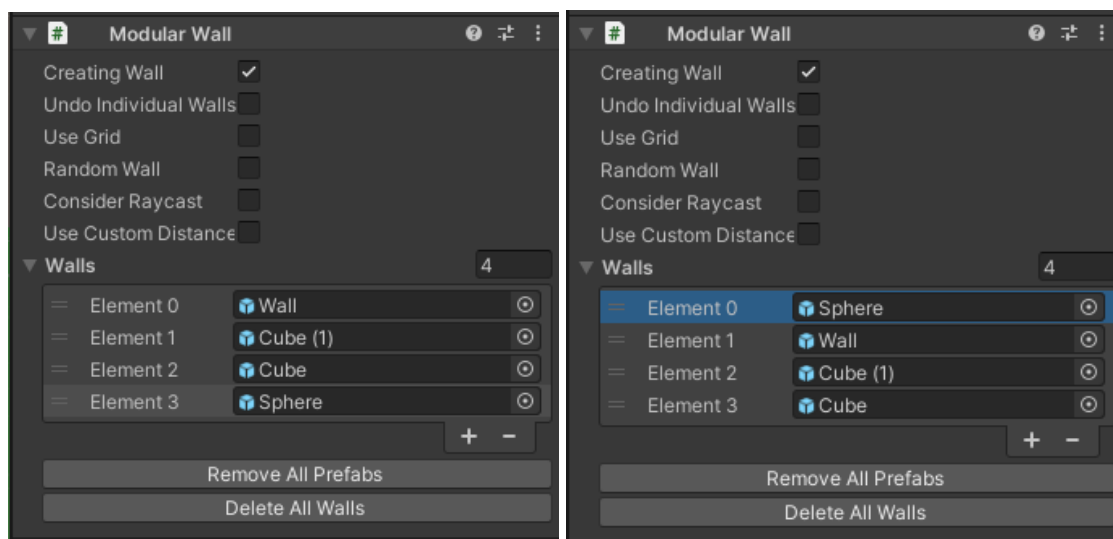 Modular Wall
Creating Wall
Undo Individual Walls
Use Grid
Random Wall
Consider Raycast
Use Custom Distance
Walls 4
Element 0 Wall
Element 1 Cube (1)
Element 2 Cube
Element 3 Sphere
+ -
Remove All Prefabs
Delete All Walls
Modular Wall
Creating Wall
Undo Individual Walls
Use Grid
Random Wall
Consider Raycast
Use Custom Distance
Walls 4
Element 0 Sphere
Element 1 Wall
Element 2 Cube (1)
Element 3 Cube
+ -
Remove All Prefabs
Delete All Walls